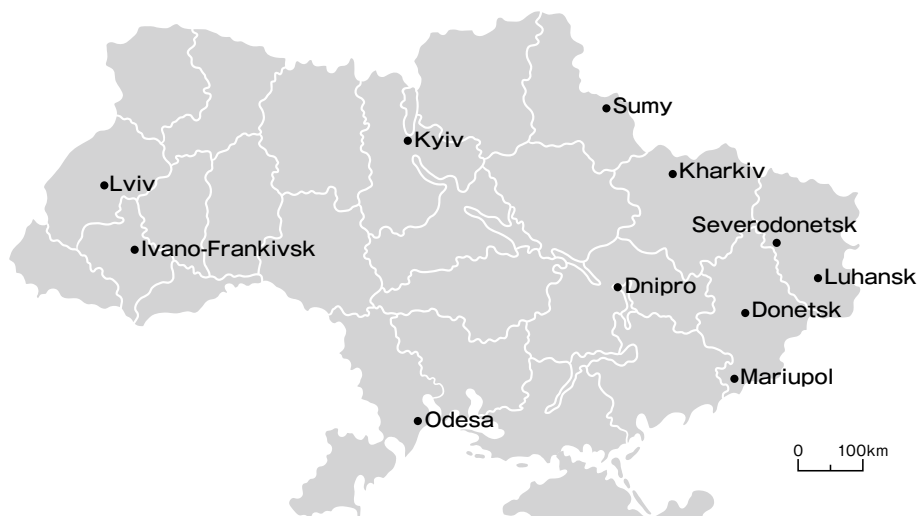 Sumy
Kyiv
Kharkiv
Lviv
Severodonetsk
Ivano-Frankivsk
Luhansk
Dnipro
Donetsk
Mariupol
Odesa
0 100km